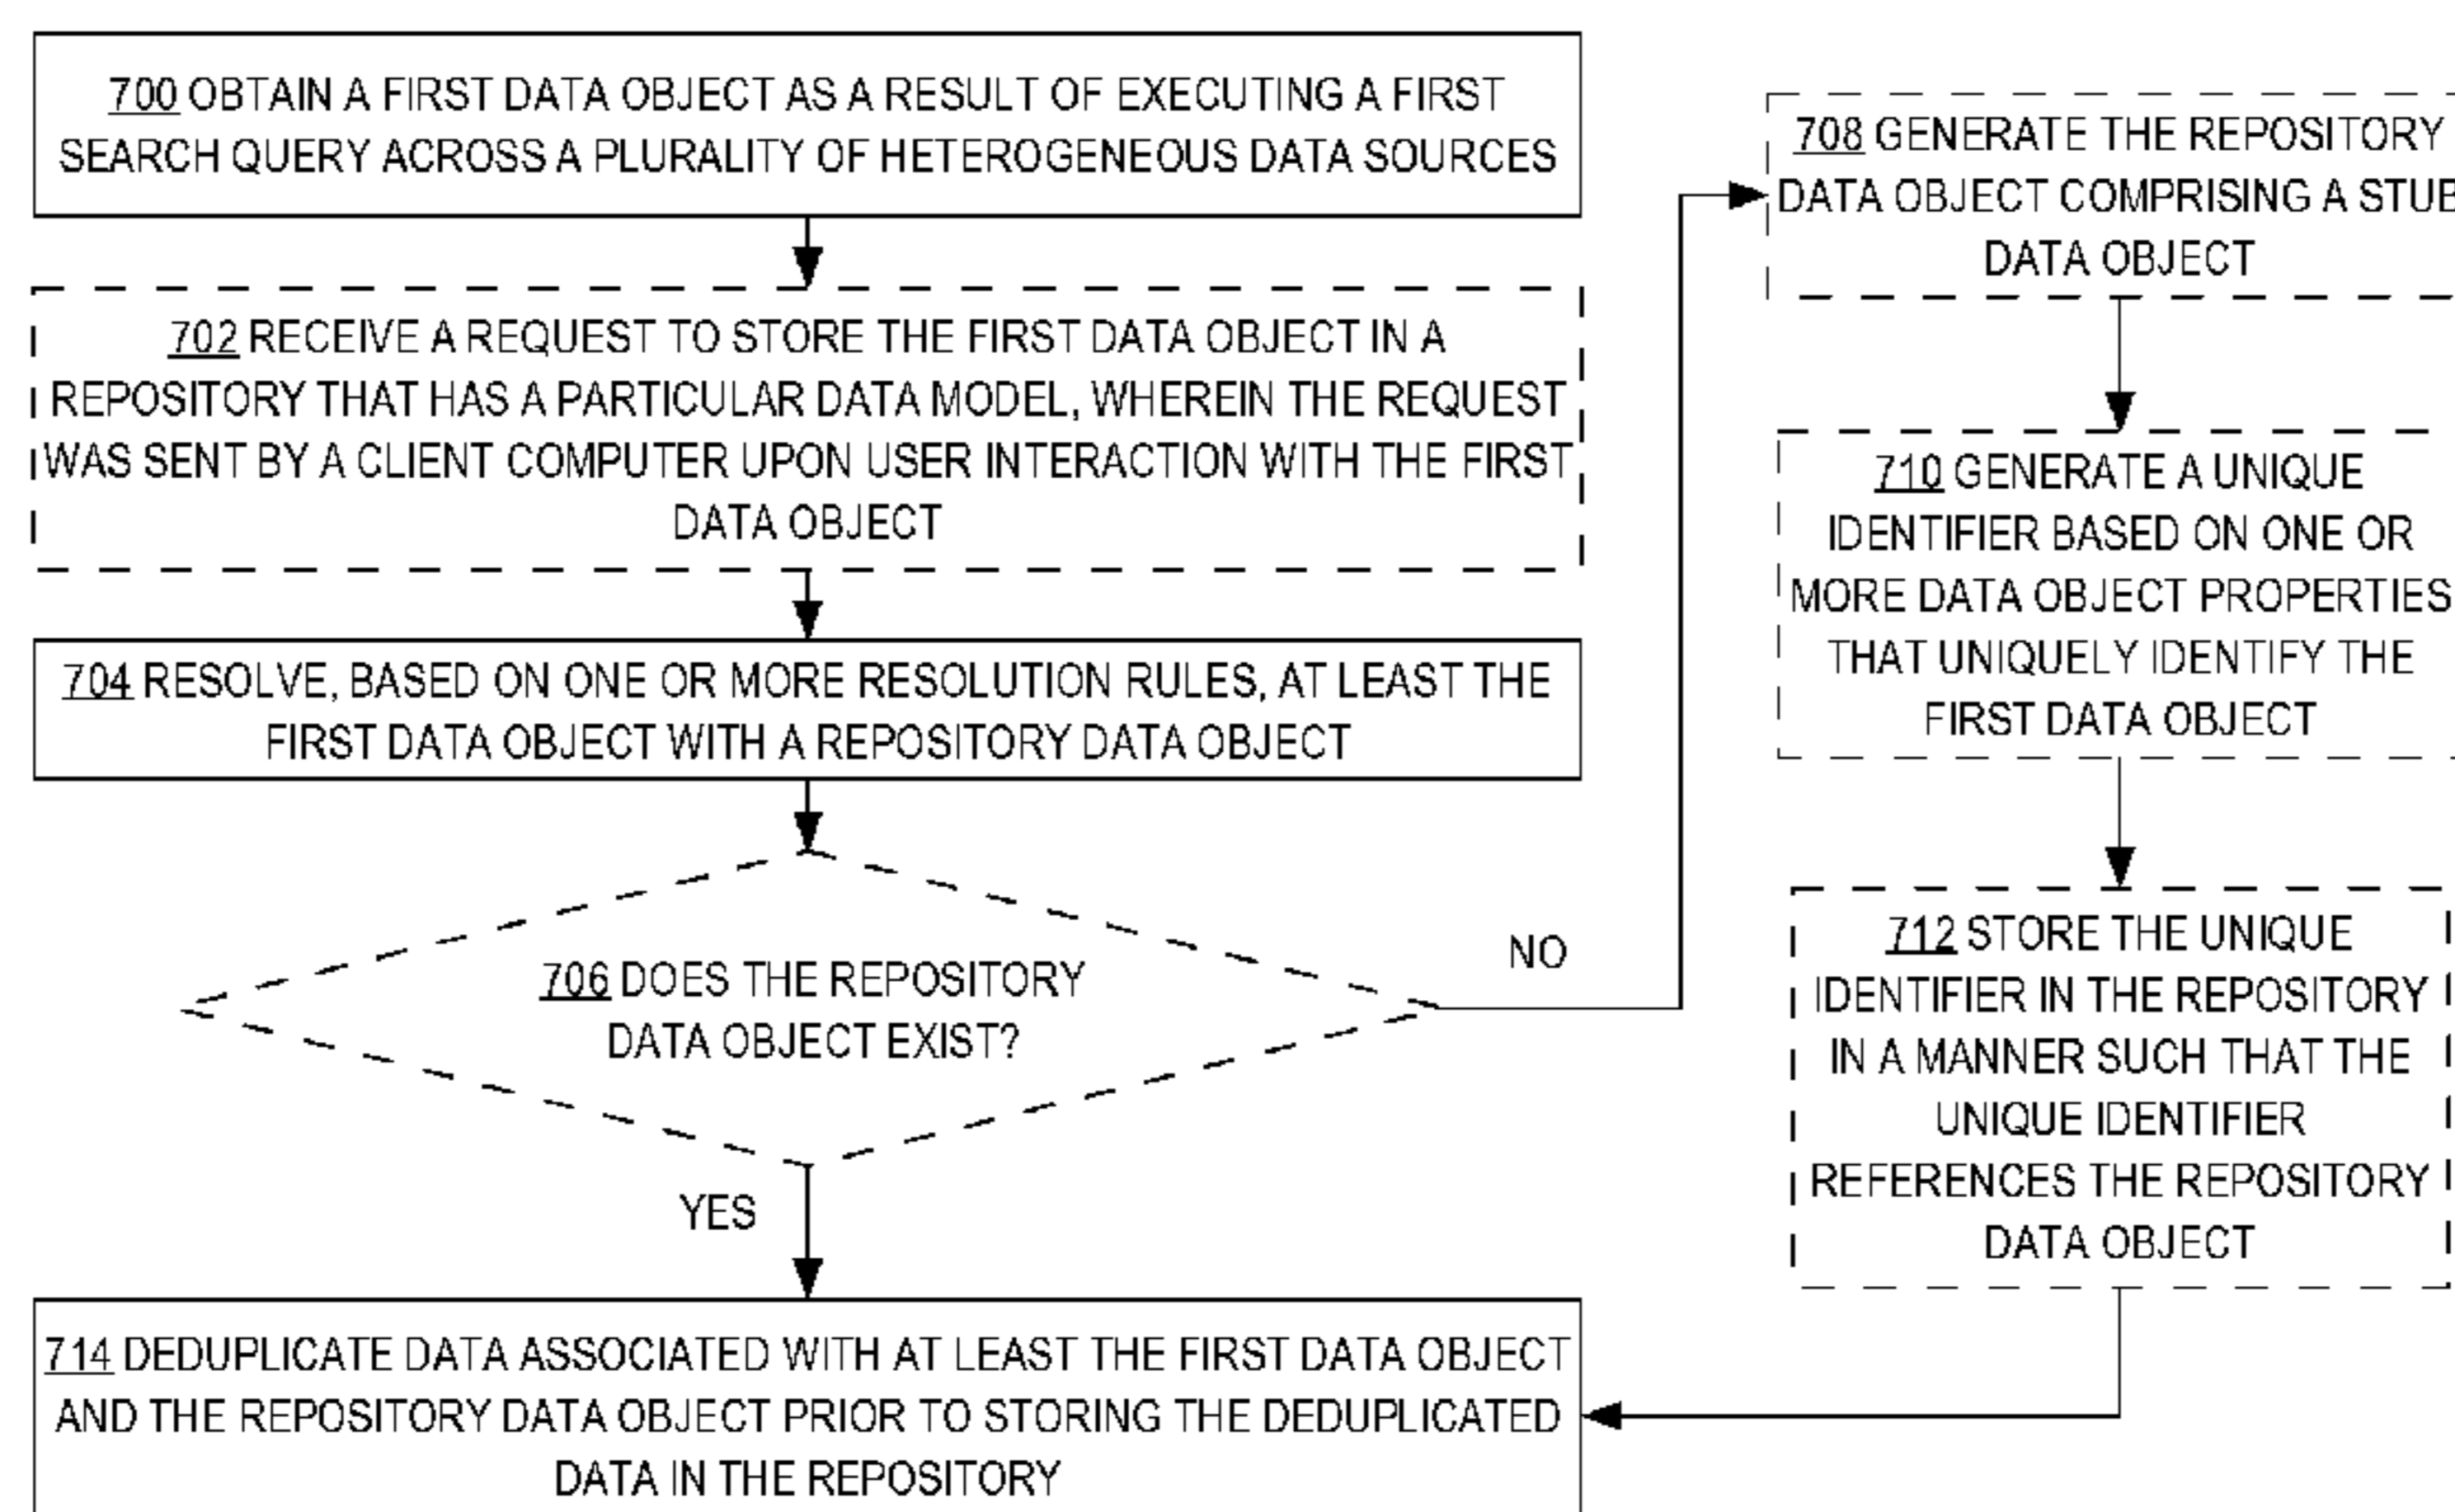 700 OBTAIN A FIRST DATA OBJECT AS A RESULT OF EXECUTING A FIRST
SEARCH QUERY ACROSS A PLURALITY OF HETEROGENEOUS DATA SOURCES
702 RECEIVE A REQUEST TO STORE THE FIRST DATA OBJECT IN A
REPOSITORY THAT HAS A PARTICULAR DATA MODEL, WHEREIN THE REQUEST
WAS SENT BY A CLIENT COMPUTER UPON USER INTERACTION WITH THE FIRST
DATA OBJECT
704 RESOLVE, BASED ON ONE OR MORE RESOLUTION RULES, AT LEAST THE
FIRST DATA OBJECT WITH A REPOSITORY DATA OBJECT
706 DOES THE REPOSITORY
DATA OBJECT EXIST?
NO
YES
708 GENERATE THE REPOSITORY
DATA OBJECT COMPRISING A STUB
DATA OBJECT
710 GENERATE A UNIQUE
IDENTIFIER BASED ON ONE OR
MORE DATA OBJECT PROPERTIES
THAT UNIQUELY IDENTIFY THE
FIRST DATA OBJECT
712 STORE THE UNIQUE
IDENTIFIER IN THE REPOSITORY
IN A MANNER SUCH THAT THE
UNIQUE IDENTIFIER
REFERENCES THE REPOSITORY
DATA OBJECT
714 DEDUPLICATE DATA ASSOCIATED WITH AT LEAST THE FIRST DATA OBJECT
AND THE REPOSITORY DATA OBJECT PRIOR TO STORING THE DEDUPLICATED
DATA IN THE REPOSITORY